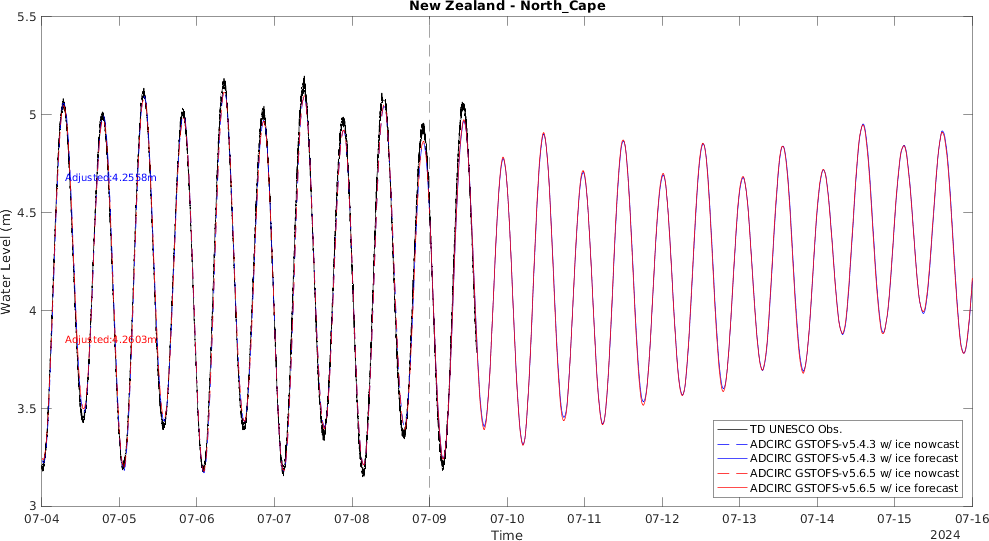 New Zealand - North_Cape
5.5
5
4.5
4
3.5
3
Water Level (m)
Adjusted:4.2558m
Adjusted:4.2603m
TD UNESCO Obs.
ADCIRC GSTOFS-v5.4.3 w/ ice nowcast
ADCIRC GSTOFS-v5.4.3 w/ ice forecast
ADCIRC GSTOFS-v5.6.5 w/ ice nowcast
ADCIRC GSTOFS-v5.6.5 w/ ice forecast
07-04 07-05 07-06 07-07 07-08 07-09 07-10 07-11 07-12 07-13 07-14 07-15 07-16
Time
2024